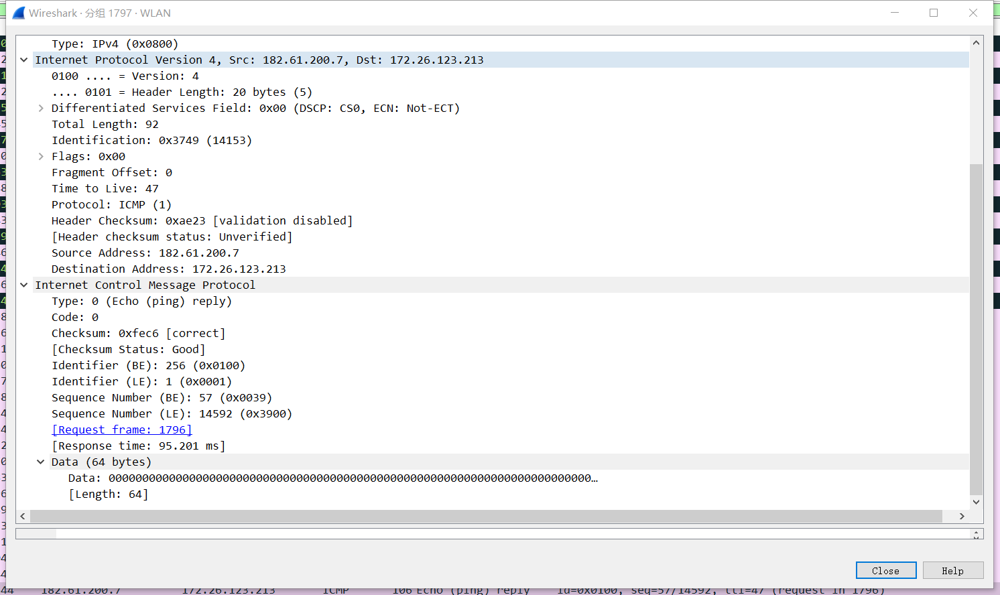 Wireshark · 分组 1797 · WLAN
Type: IPv4 (0x0800)
Internet Protocol Version 4, Src: 182.61.200.7, Dst: 172.26.123.213
0100 .... = Version: 4
.... 0101 = Header Length: 20 bytes (5)
Differentiated Services Field: 0x00 (DSCP: CS0, ECN: Not-ECT)
Total Length: 92
Identification: 0x3749 (14153)
Flags: 0x00
Fragment Offset: 0
Time to Live: 47
Protocol: ICMP (1)
Header Checksum: 0xae23 [validation disabled]
[Header checksum status: Unverified]
Source Address: 182.61.200.7
Destination Address: 172.26.123.213
Internet Control Message Protocol
Type: 0 (Echo (ping) reply)
Code: 0
Checksum: 0xfec6 [correct]
[Checksum Status: Good]
Identifier (BE): 256 (0x0100)
Identifier (LE): 1 (0x0001)
Sequence Number (BE): 57 (0x0039)
Sequence Number (LE): 14592 (0x3900)
[Request frame: 1796]
[Response time: 95.201 ms]
Data (64 bytes)
Data: 000000000000000000000000000000000000000000000000000000000000000000000000…
[Length: 64]
Close Help
44 182.61.200.7 172.26.123.213 ICMP 106 Echo (ping) reply id=0x0100, seq=57/14592, ttl=47 (request in 1796)